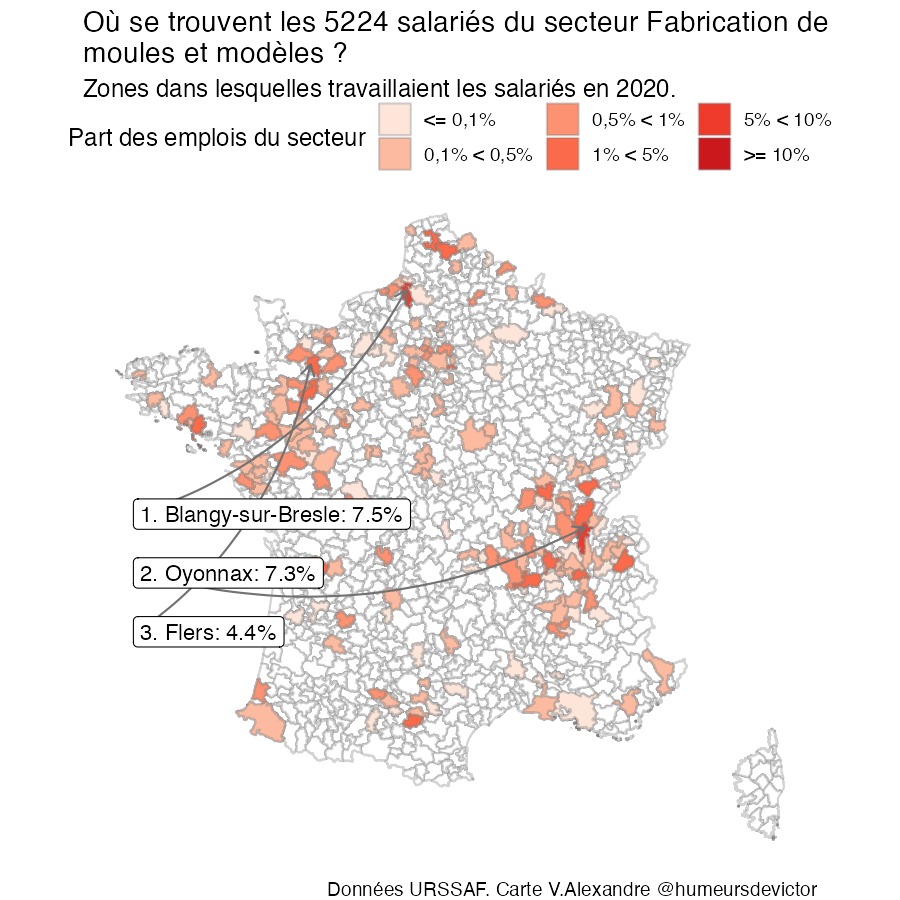 Où se trouvent les 5224 salariés du secteur Fabrication de
moules et modèles ?
Zones dans lesquelles travaillaient les salariés en 2020.
Part des emplois du secteur
<= 0,1%
0,1% < 0,5%
0,5% < 1%
1% < 5%
5% < 10%
>= 10%
1. Blangy-sur-Bresle: 7.5%
2. Oyonnax: 7.3%
3. Flers: 4.4%
Données URSSAF. Carte V.Alexandre @humeursdevictor